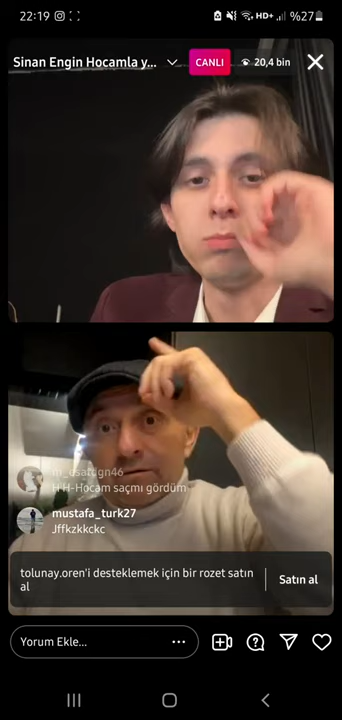 22:19
HD+
%27
Sinan Engin Hocamla y...
CANLI
20,4 bin
m_esatdgn46
H H-Hocam saçmı gördüm
mustafa_turk27
Jffkzkkckc
tolunay.oren'i desteklemek için bir rozet satın
al
Satın al
Yorum Ekle...